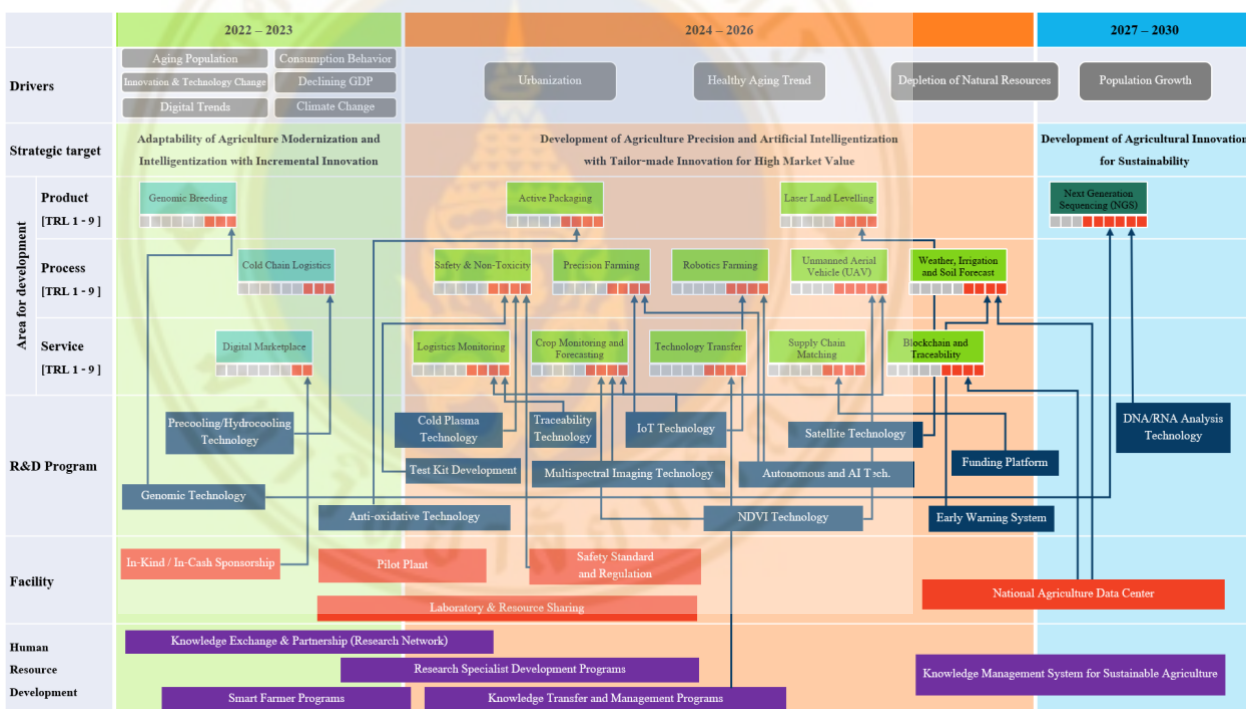 2022 – 2023
2024 – 2026
2027 – 2030
Drivers
Aging Population
Consumption Behavior
Innovation & Technology Change
Declining GDP
Digital Trends
Climate Change
Urbanization
Healthy Aging Trend
Depletion of Natural Resources
Population Growth
Strategic target
Adaptability of Agriculture Modernization and
Intelligentization with Incremental Innovation
Development of Agriculture Precision and Artificial Intelligentization
with Tailor-made Innovation for High Market Value
Development of Agricultural Innovation
for Sustainability
Area for development
Product
[TRL 1 - 9 ]
Genomic Breeding
Active Packaging
Laser Land Levelling
Next Generation
Sequencing (NGS)
Process
[TRL 1 - 9 ]
Cold Chain Logistics
Safety & Non-Toxicity
Precision Farming
Robotics Farming
Unmanned Aerial
Vehicle (UAV)
Weather, Irrigation
and Soil Forecast
Service
[TRL 1 - 9 ]
Digital Marketplace
Logistics Monitoring
Crop Monitoring and
Forecasting
Technology Transfer
Supply Chain
Matching
Blockchain and
Traceability
R&D Program
Precooling/Hydrocooling
Technology
Cold Plasma
Technology
Traceability
Technology
IoT Technology
Satellite Technology
DNA/RNA Analysis
Technology
Test Kit Development
Multispectral Imaging Technology
Autonomous and AI Tech.
Funding Platform
Genomic Technology
Anti-oxidative Technology
NDVI Technology
Early Warning System
Facility
In-Kind / In-Cash Sponsorship
Pilot Plant
Safety Standard
and Regulation
National Agriculture Data Center
Laboratory & Resource Sharing
Human
Resource
Development
Knowledge Exchange & Partnership (Research Network)
Research Specialist Development Programs
Knowledge Management System for Sustainable Agriculture
Smart Farmer Programs
Knowledge Transfer and Management Programs